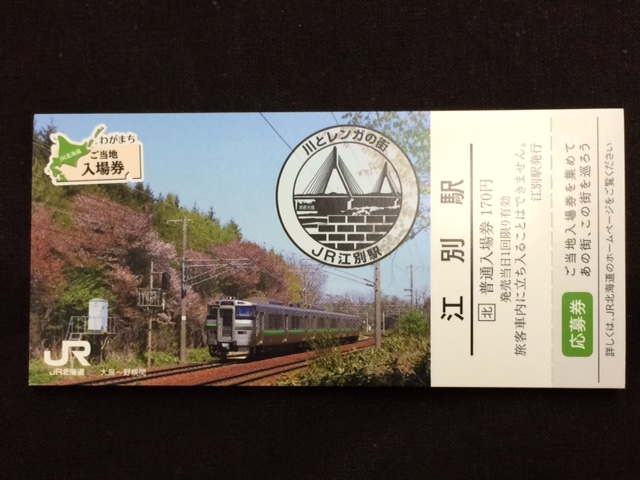 わがまち
ご当地
入場券
JR北海道
川とレンガの街
JR江別駅
JR
JR北海道
大麻〜野幌間
江別駅
北 普通入場券 170円
発売当日1回限り有効
旅客車内に立ち入ることはできません。
江別駅発行
ご当地入場券を集めて
あの街、この街を巡ろう
応募券
詳しくは、JR北海道のホームページをご覧ください